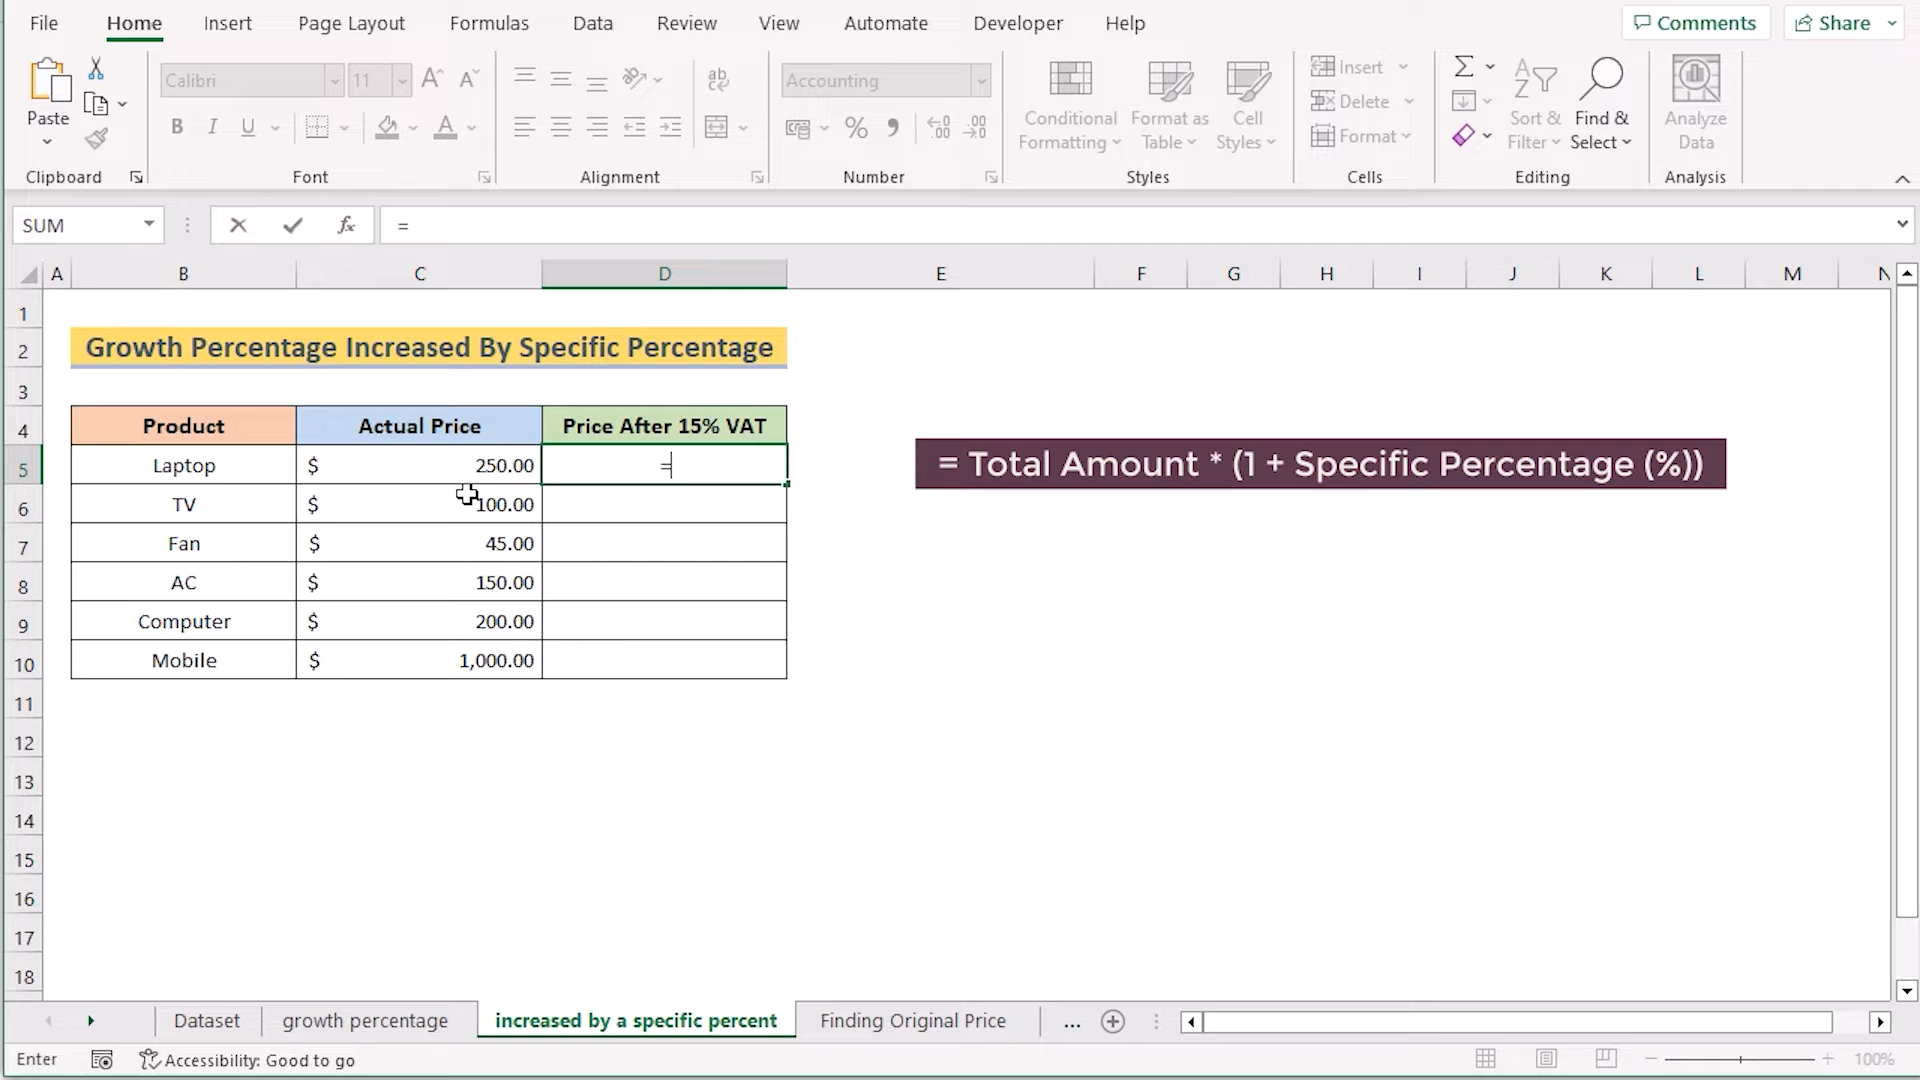 File Home Insert Page Layout Formulas Data Review View Automate Developer Help Comments Share
Calibri 11 A A Accounting Insert
Paste Delete Conditional Formatting Format as Table Cell Styles Sort & Filter Find & Select Analyze Data
B I U A % Format
Clipboard Font Alignment Number Styles Cells Editing Analysis
SUM fx =
A B C D E F G H I J K L M N
1
2 Growth Percentage Increased By Specific Percentage
3
4 Product Actual Price Price After 15% VAT
5 Laptop $ 250.00 = = Total Amount * (1 + Specific Percentage (%))
6 TV $ 100.00
7 Fan $ 45.00
8 AC $ 150.00
9 Computer $ 200.00
10 Mobile $ 1,000.00
11
12
13
14
15
16
17
18
Dataset growth percentage increased by a specific percent Finding Original Price ...
Enter Accessibility: Good to go 100%